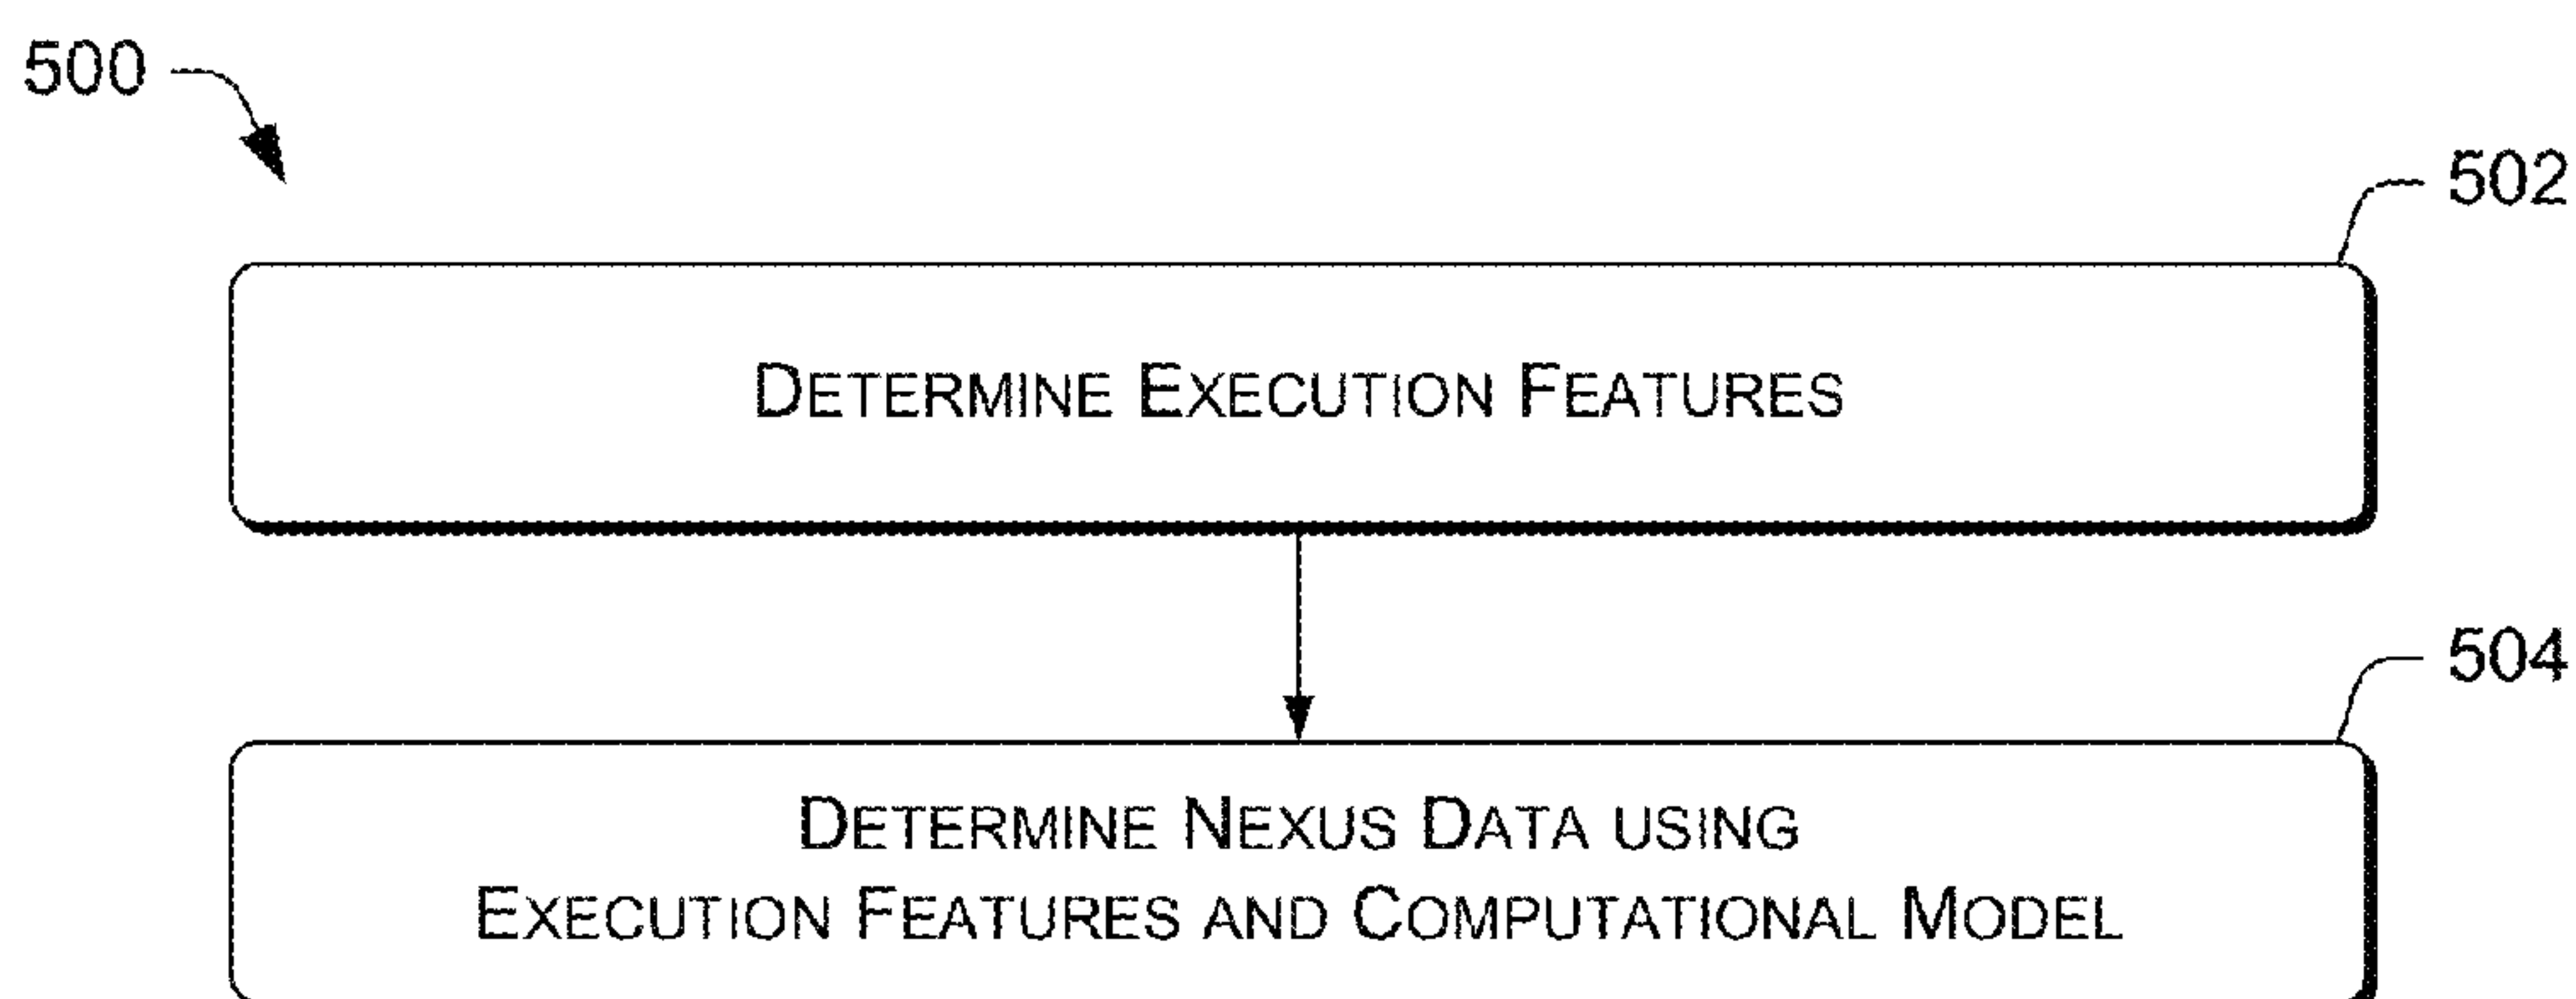 500
502
DETERMINE EXECUTION FEATURES
504
DETERMINE NEXUS DATA USING
EXECUTION FEATURES AND COMPUTATIONAL MODEL